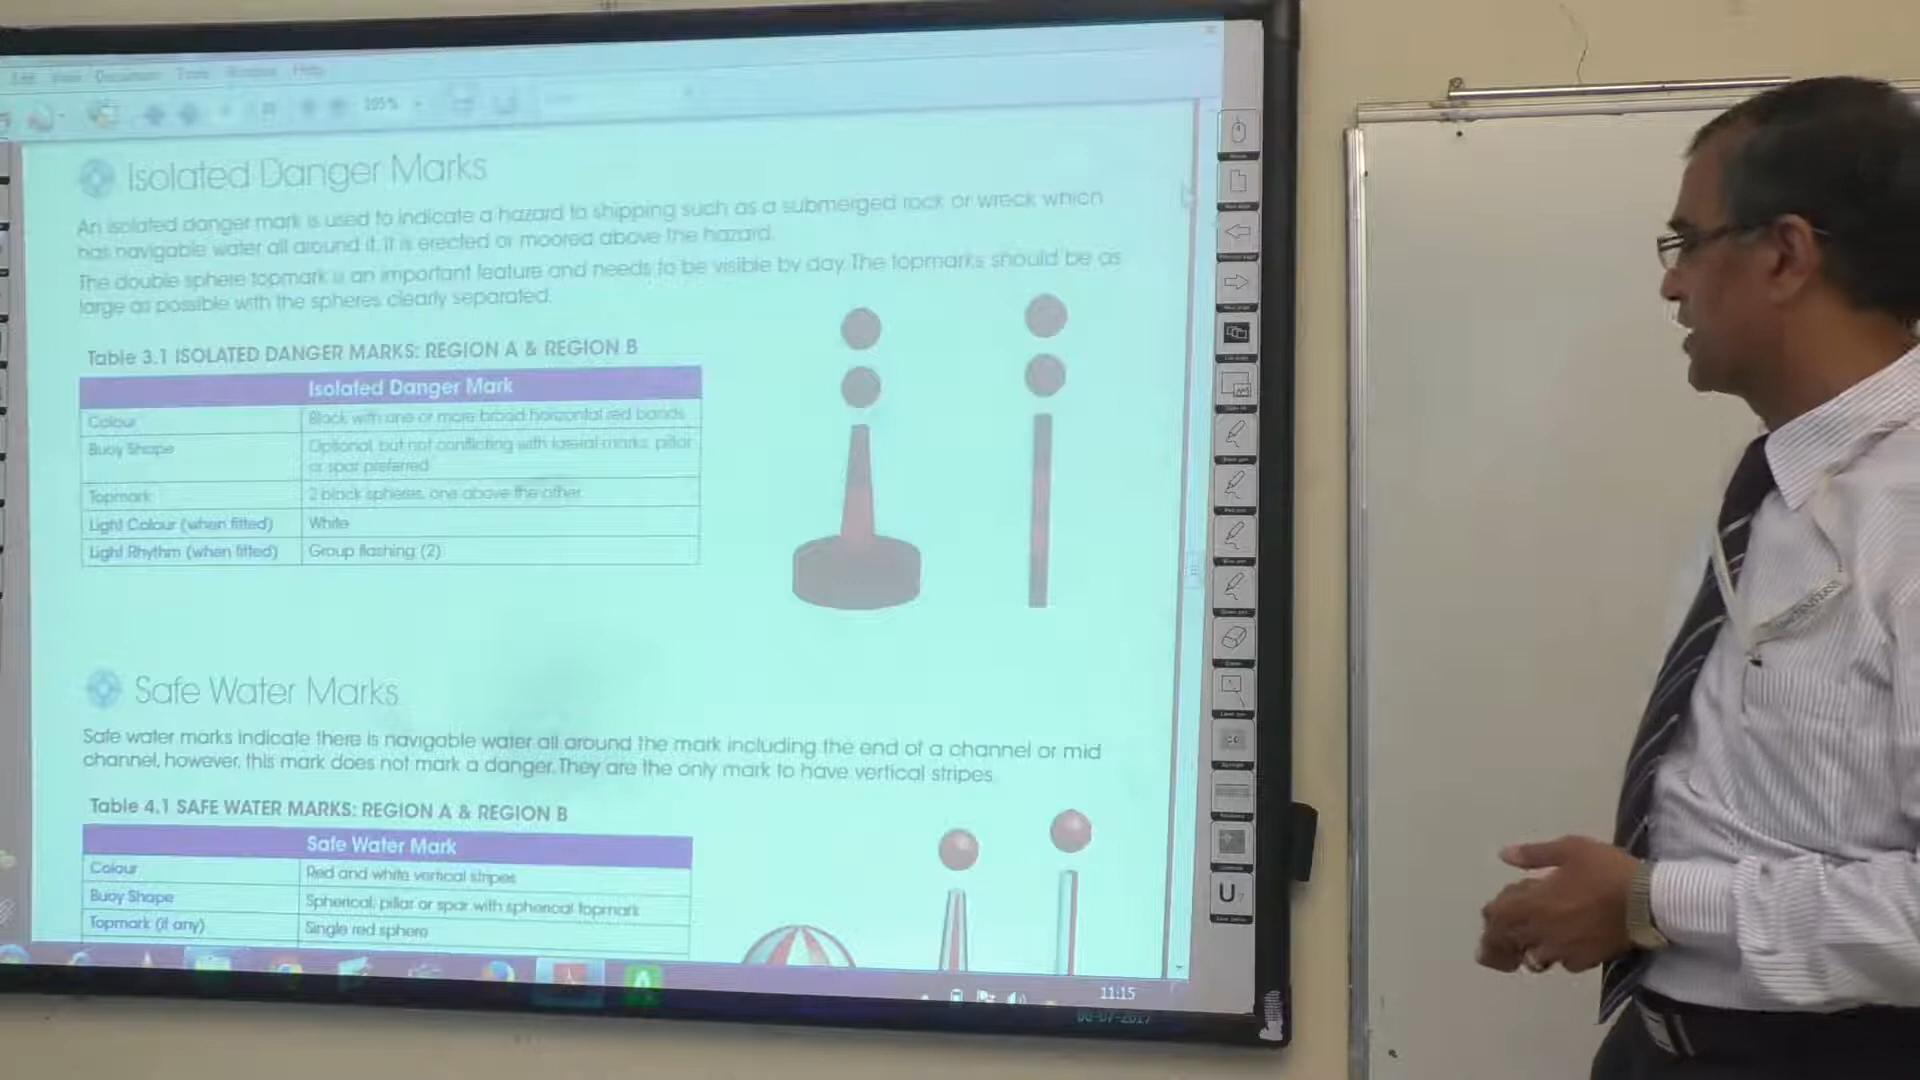 Edit View Document Tools Window Help
105%
Isolated Danger Marks
An isolated danger mark is used to indicate a hazard to shipping such as a submerged rock or wreck which
has navigable water all around it. It is erected or moored above the hazard.
The double sphere topmark is an important feature and needs to be visible by day. The topmarks should be as
large as possible with the spheres clearly separated.
Table 3.1 ISOLATED DANGER MARKS: REGION A & REGION B
Isolated Danger Mark
Colour Black with one or more broad horizontal red bands
Buoy Shape Optional, but not conflicting with lateral marks; pillar
or spar preferred
Topmark 2 black spheres, one above the other
Light Colour (when fitted) White
Light Rhythm (when fitted) Group flashing (2)
Safe Water Marks
Safe water marks indicate there is navigable water all around the mark including the end of a channel or mid
channel, however, this mark does not mark a danger. They are the only mark to have vertical stripes.
Table 4.1 SAFE WATER MARKS: REGION A & REGION B
Safe Water Mark
Colour Red and white vertical stripes
Buoy Shape Spherical; pillar or spar with spherical topmark
Topmark (if any) Single red sphere
11:15